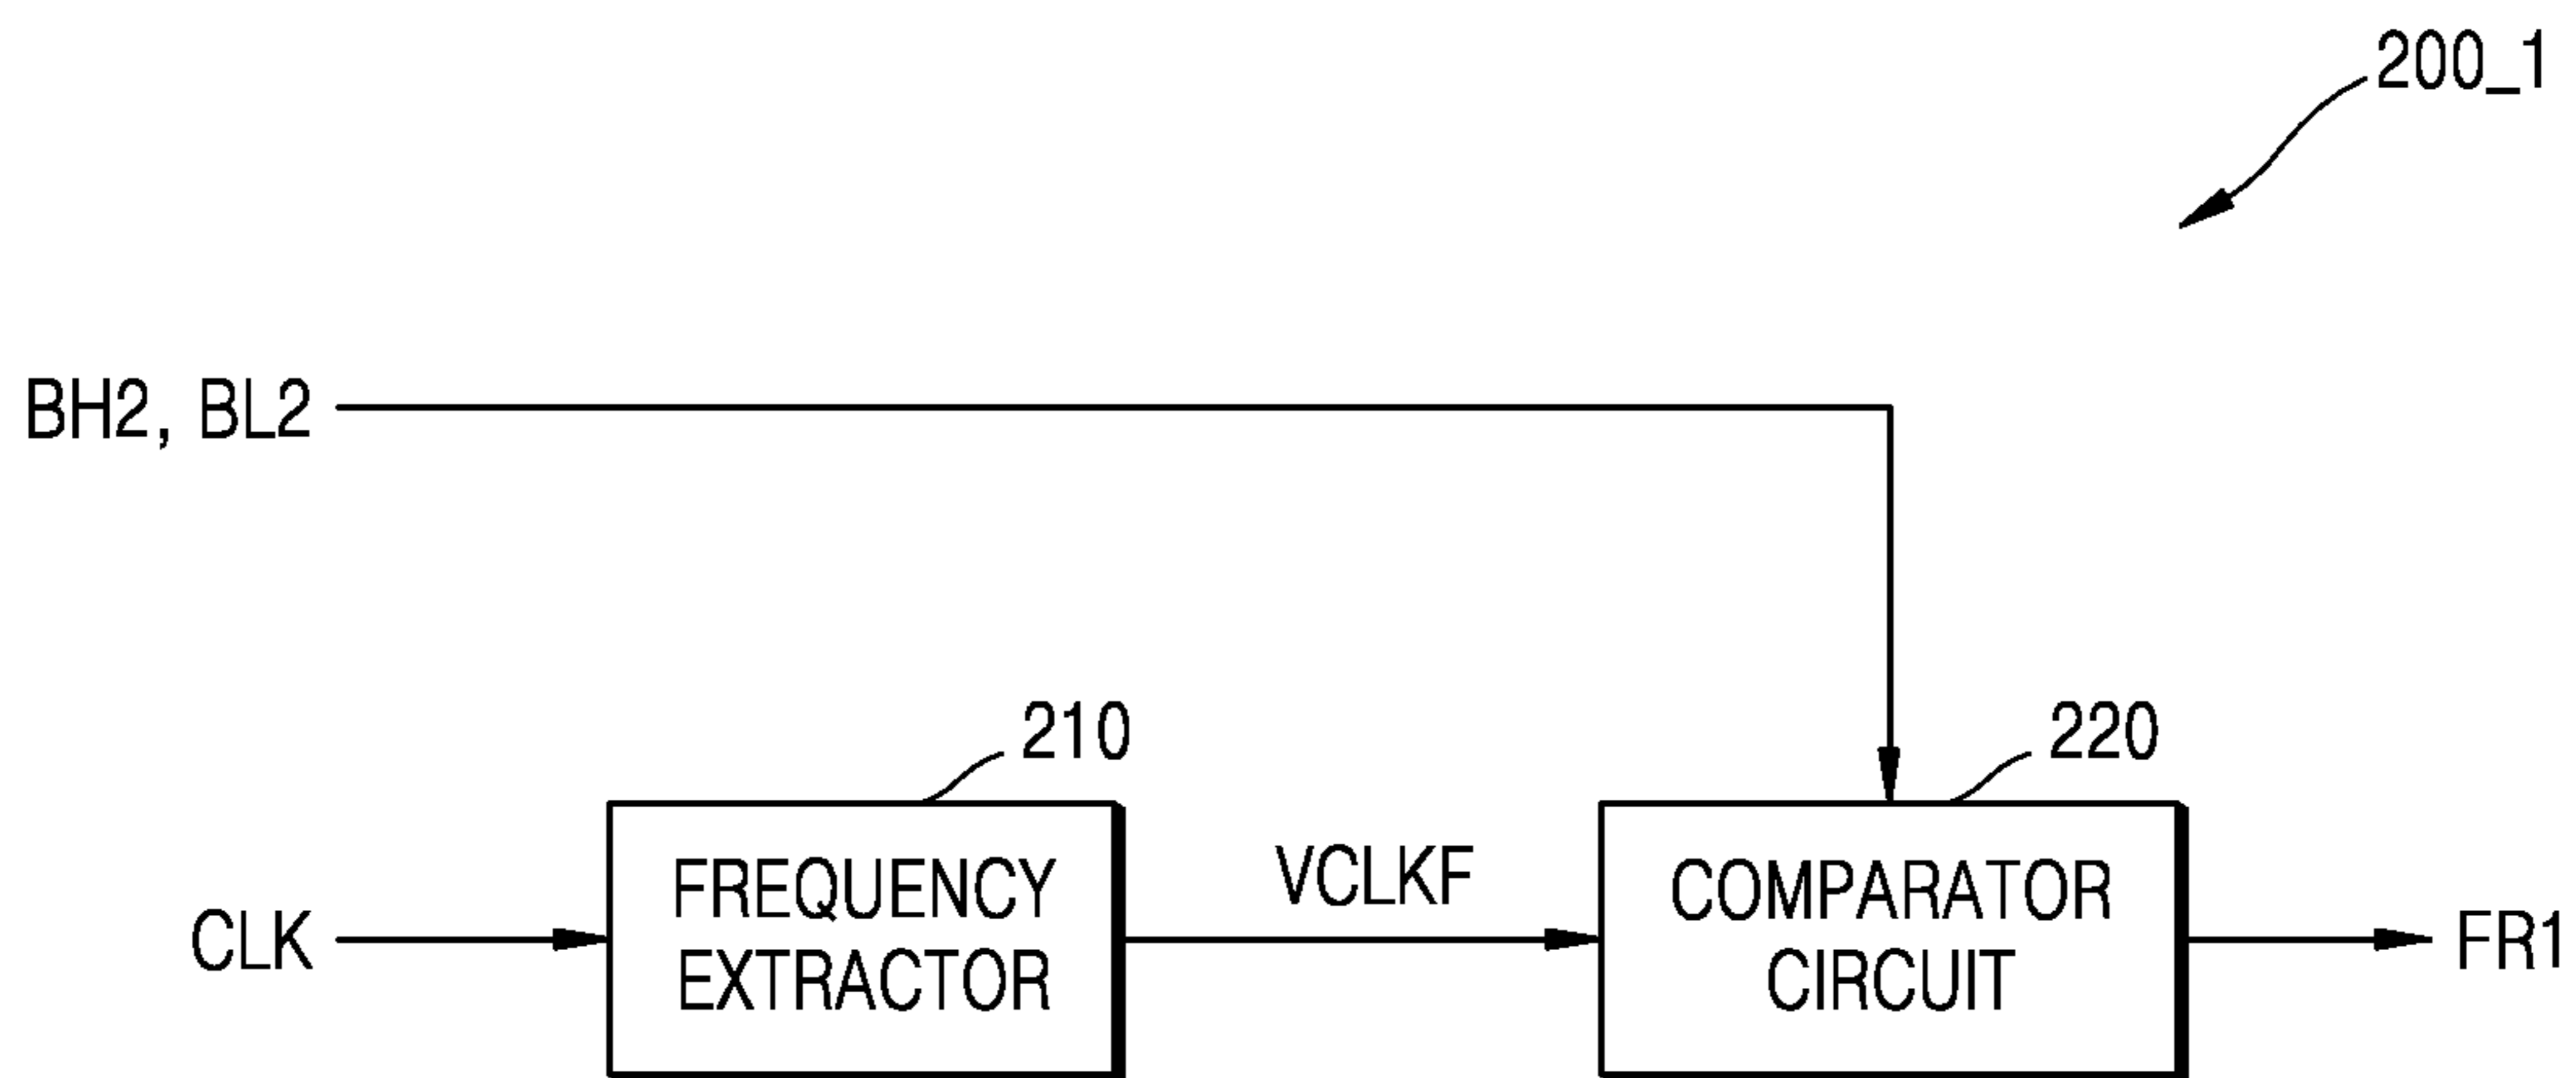 200_1
BH2, BL2
210
220
CLK
FREQUENCY
EXTRACTOR
VCLKF
COMPARATOR
CIRCUIT
FR1